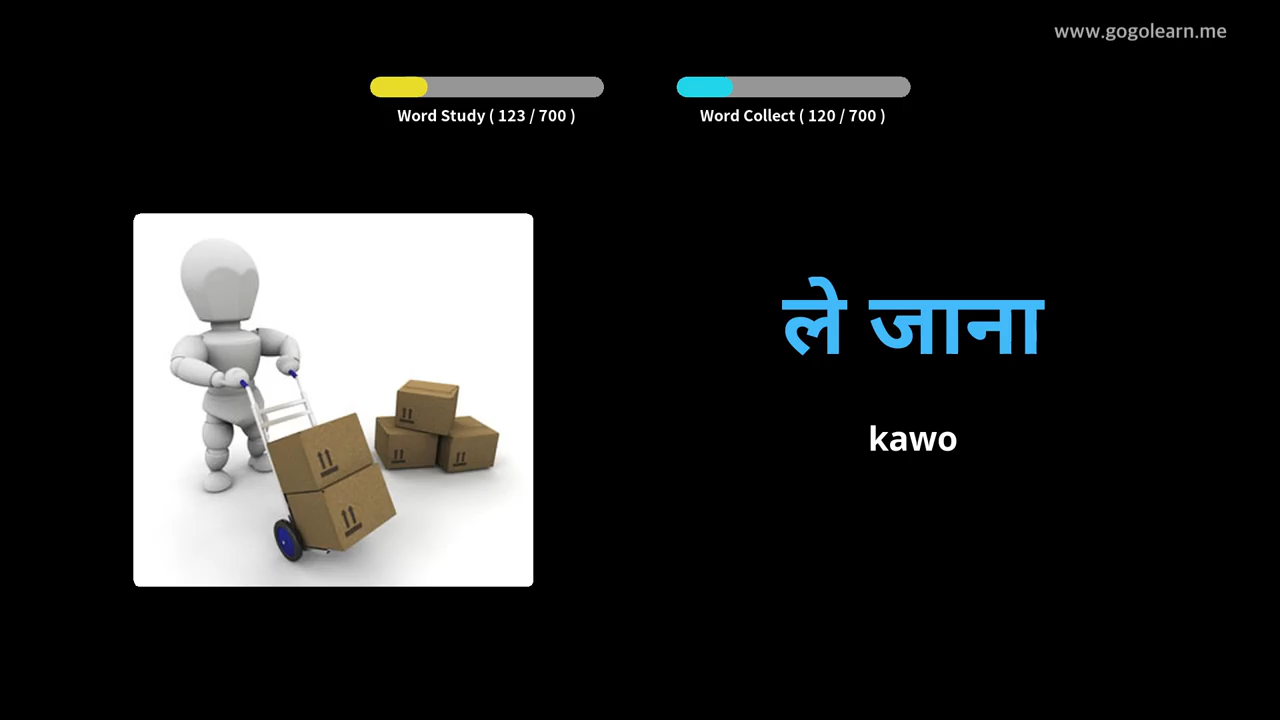 www.gogolearn.me
Word Study ( 123 / 700 )
Word Collect ( 120 / 700 )
ले जाना
kawo